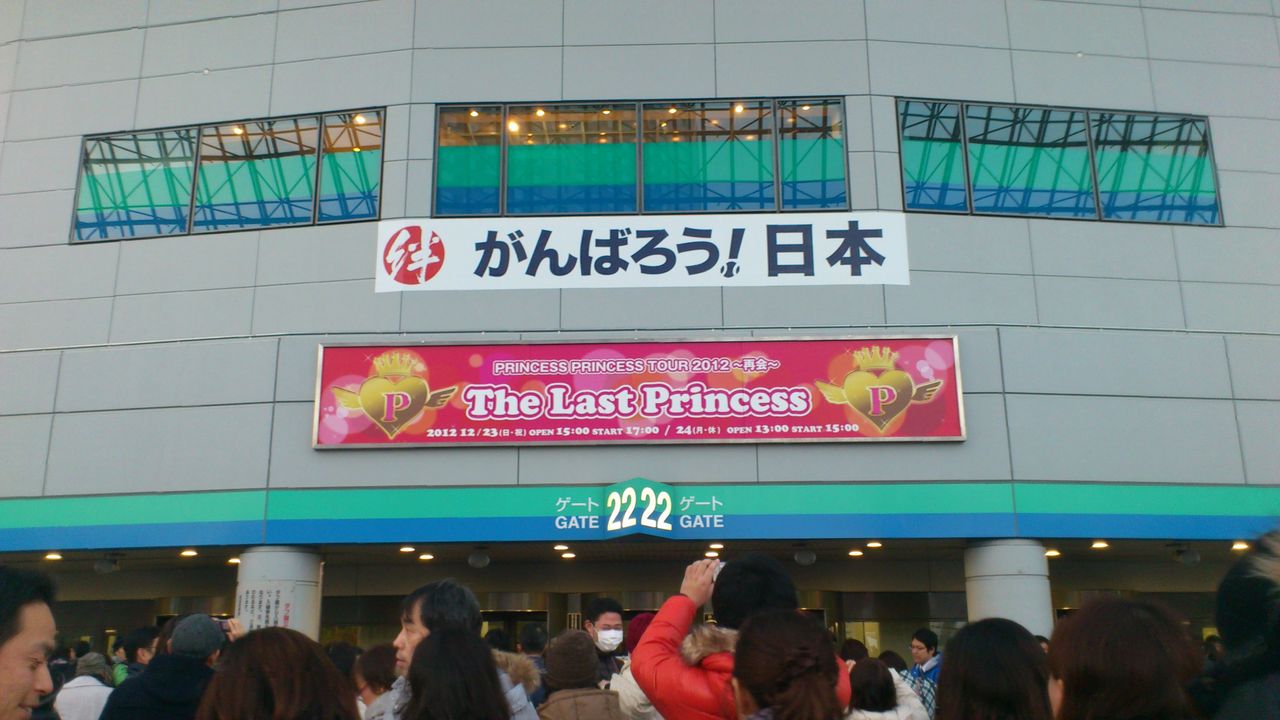 絆 がんばろう!日本
PRINCESS PRINCESS TOUR 2012 ~再会~
P The Last Princess P
2012 12/23(日・祝) OPEN 15:00 START 17:00 / 24(月・休) OPEN 13:00 START 15:00
ゲート 22 22 ゲート
GATE GATE